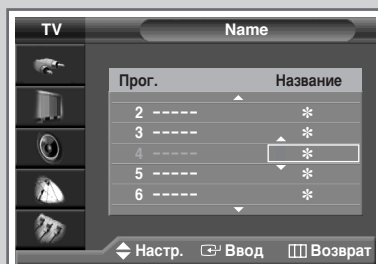 TV Name
Прог. Название
2 ----- *
3 ----- *
4 ----- *
5 ----- *
6 ----- *
Настр. Ввод Возврат